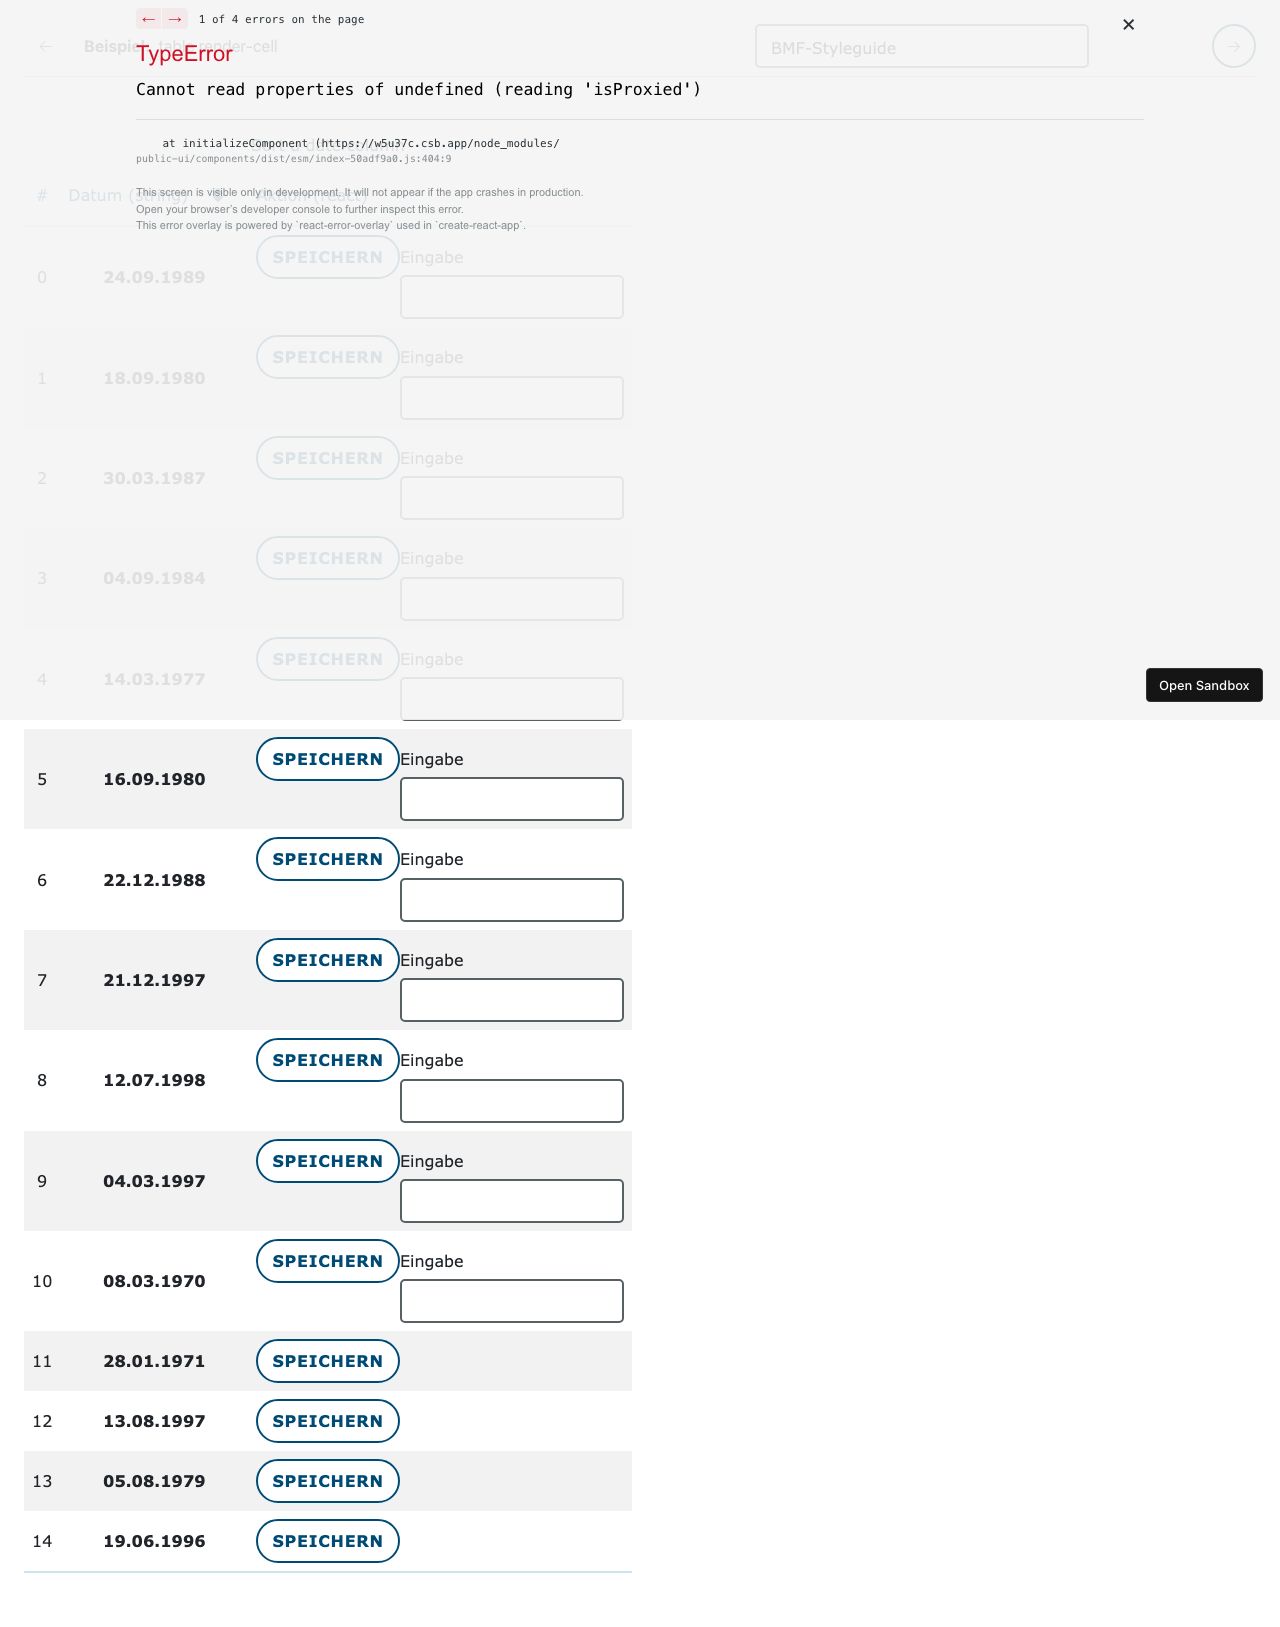 ← → 1 of 4 errors on the page
×
← Beispiel table render-cell
BMF-Styleguide
→
TypeError
Cannot read properties of undefined (reading 'isProxied')
at initializeComponent (https://w5u37c.csb.app/node_modules/
public-ui/components/dist/esm/index-50adf9a0.js:404:9
# Datum (string) Aktion (react)
This screen is visible only in development. It will not appear if the app crashes in production.
Open your browser's developer console to further inspect this error.
This error overlay is powered by `react-error-overlay` used in `create-react-app`.
0 24.09.1989 SPEICHERN Eingabe
1 18.09.1980 SPEICHERN Eingabe
2 30.03.1987 SPEICHERN Eingabe
3 04.09.1984 SPEICHERN Eingabe
4 14.03.1977 SPEICHERN Eingabe
Open Sandbox
5 16.09.1980 SPEICHERN Eingabe
6 22.12.1988 SPEICHERN Eingabe
7 21.12.1997 SPEICHERN Eingabe
8 12.07.1998 SPEICHERN Eingabe
9 04.03.1997 SPEICHERN Eingabe
10 08.03.1970 SPEICHERN Eingabe
11 28.01.1971 SPEICHERN
12 13.08.1997 SPEICHERN
13 05.08.1979 SPEICHERN
14 19.06.1996 SPEICHERN